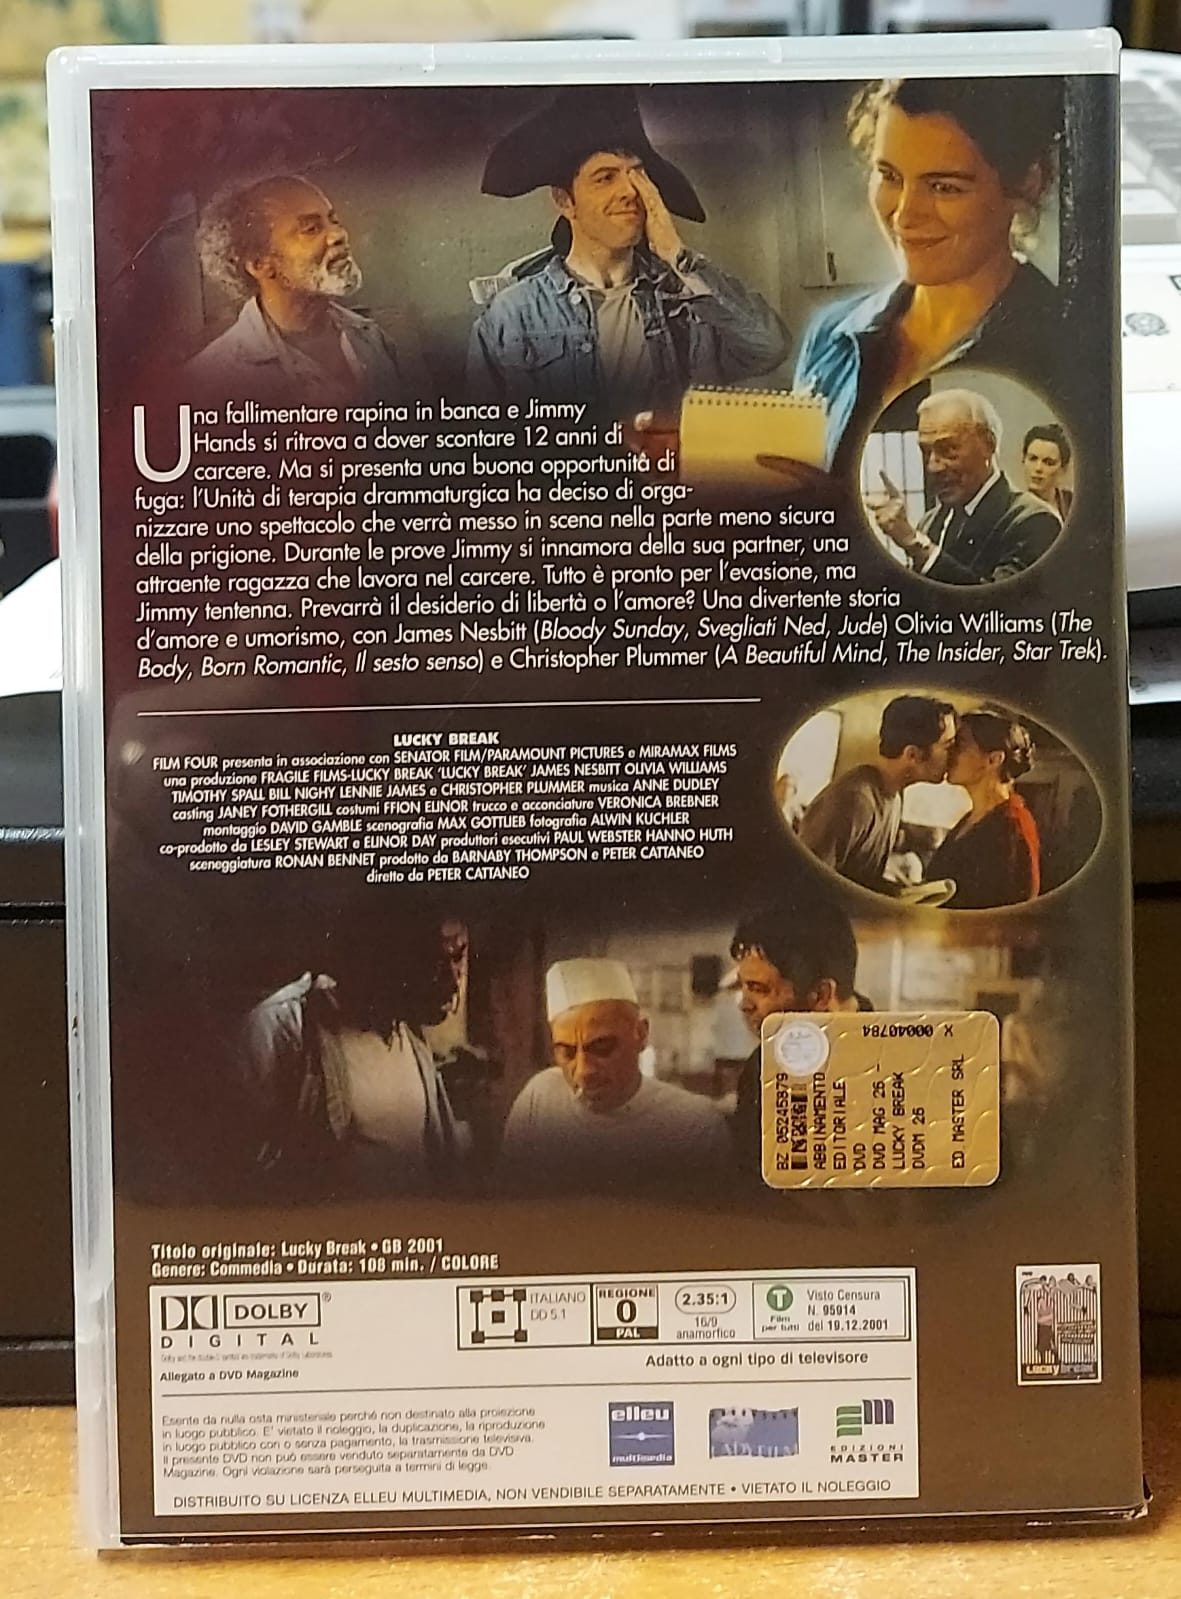 Una fallimentare rapina in banca e Jimmy
Hands si ritrova a dover scontare 12 anni di
carcere. Ma si presenta una buona opportunità di
fuga: l'Unità di terapia drammaturgica ha deciso di orga-
nizzare uno spettacolo che verrà messo in scena nella parte meno sicura
della prigione. Durante le prove Jimmy si innamora della sua partner, una
attraente ragazza che lavora nel carcere. Tutto è pronto per l'evasione, ma
Jimmy tentenna. Prevarrà il desiderio di libertà o l'amore? Una divertente storia
d'amore e umorismo, con James Nesbitt (Bloody Sunday, Svegliati Ned, Jude) Olivia Williams (The
Body, Born Romantic, Il sesto senso) e Christopher Plummer (A Beautiful Mind, The Insider, Star Trek).
LUCKY BREAK
FILM FOUR presenta in associazione con SENATOR FILM/PARAMOUNT PICTURES e MIRAMAX FILMS
una produzione FRAGILE FILMS-LUCKY BREAK 'LUCKY BREAK' JAMES NESBITT OLIVIA WILLIAMS
TIMOTHY SPALL BILL NIGHY LENNIE JAMES e CHRISTOPHER PLUMMER musica ANNE DUDLEY
casting JANEY FOTHERGILL costumi FFION ELINOR trucco e acconciature VERONICA BREBNER
montaggio DAVID GAMBLE scenografia MAX GOTTLIEB fotografia ALWIN KUCHLER
co-prodotto da LESLEY STEWART e ELINOR DAY produttori esecutivi PAUL WEBSTER HANNO HUTH
sceneggiatura RONAN BENNET prodotto da BARNABY THOMPSON e PETER CATTANEO
diretto da PETER CATTANEO
X 00040784
BZ 05245879
ABBINAMENTO
EDITORIALE
DVD
DVD MAG 26 -
LUCKY BREAK
DVDM 26
ED MASTER SRL
Titolo originale: Lucky Break • GB 2001
Genere: Commedia • Durata: 108 min. / COLORE
DOLBY®
DIGITAL
Allegato a DVD Magazine
ITALIANO
DD 5.1
REGIONE
0
PAL
2.35:1
16/9
anamorfico
T
Film
per tutti
Visto Censura
N. 95914
del 19.12.2001
Adatto a ogni tipo di televisore
Esente da nulla osta ministeriale perché non destinato alla proiezione
in luogo pubblico. E' vietato il noleggio, la duplicazione, la riproduzione
in luogo pubblico con o senza pagamento, la trasmissione televisiva.
Il presente DVD non può essere venduto separatamente da DVD
Magazine. Ogni violazione sarà perseguita a termini di legge.
elleu
multimedia
LADYFILM
EDIZIONI
MASTER
DISTRIBUITO SU LICENZA ELLEU MULTIMEDIA, NON VENDIBILE SEPARATAMENTE • VIETATO IL NOLEGGIO
lucky break